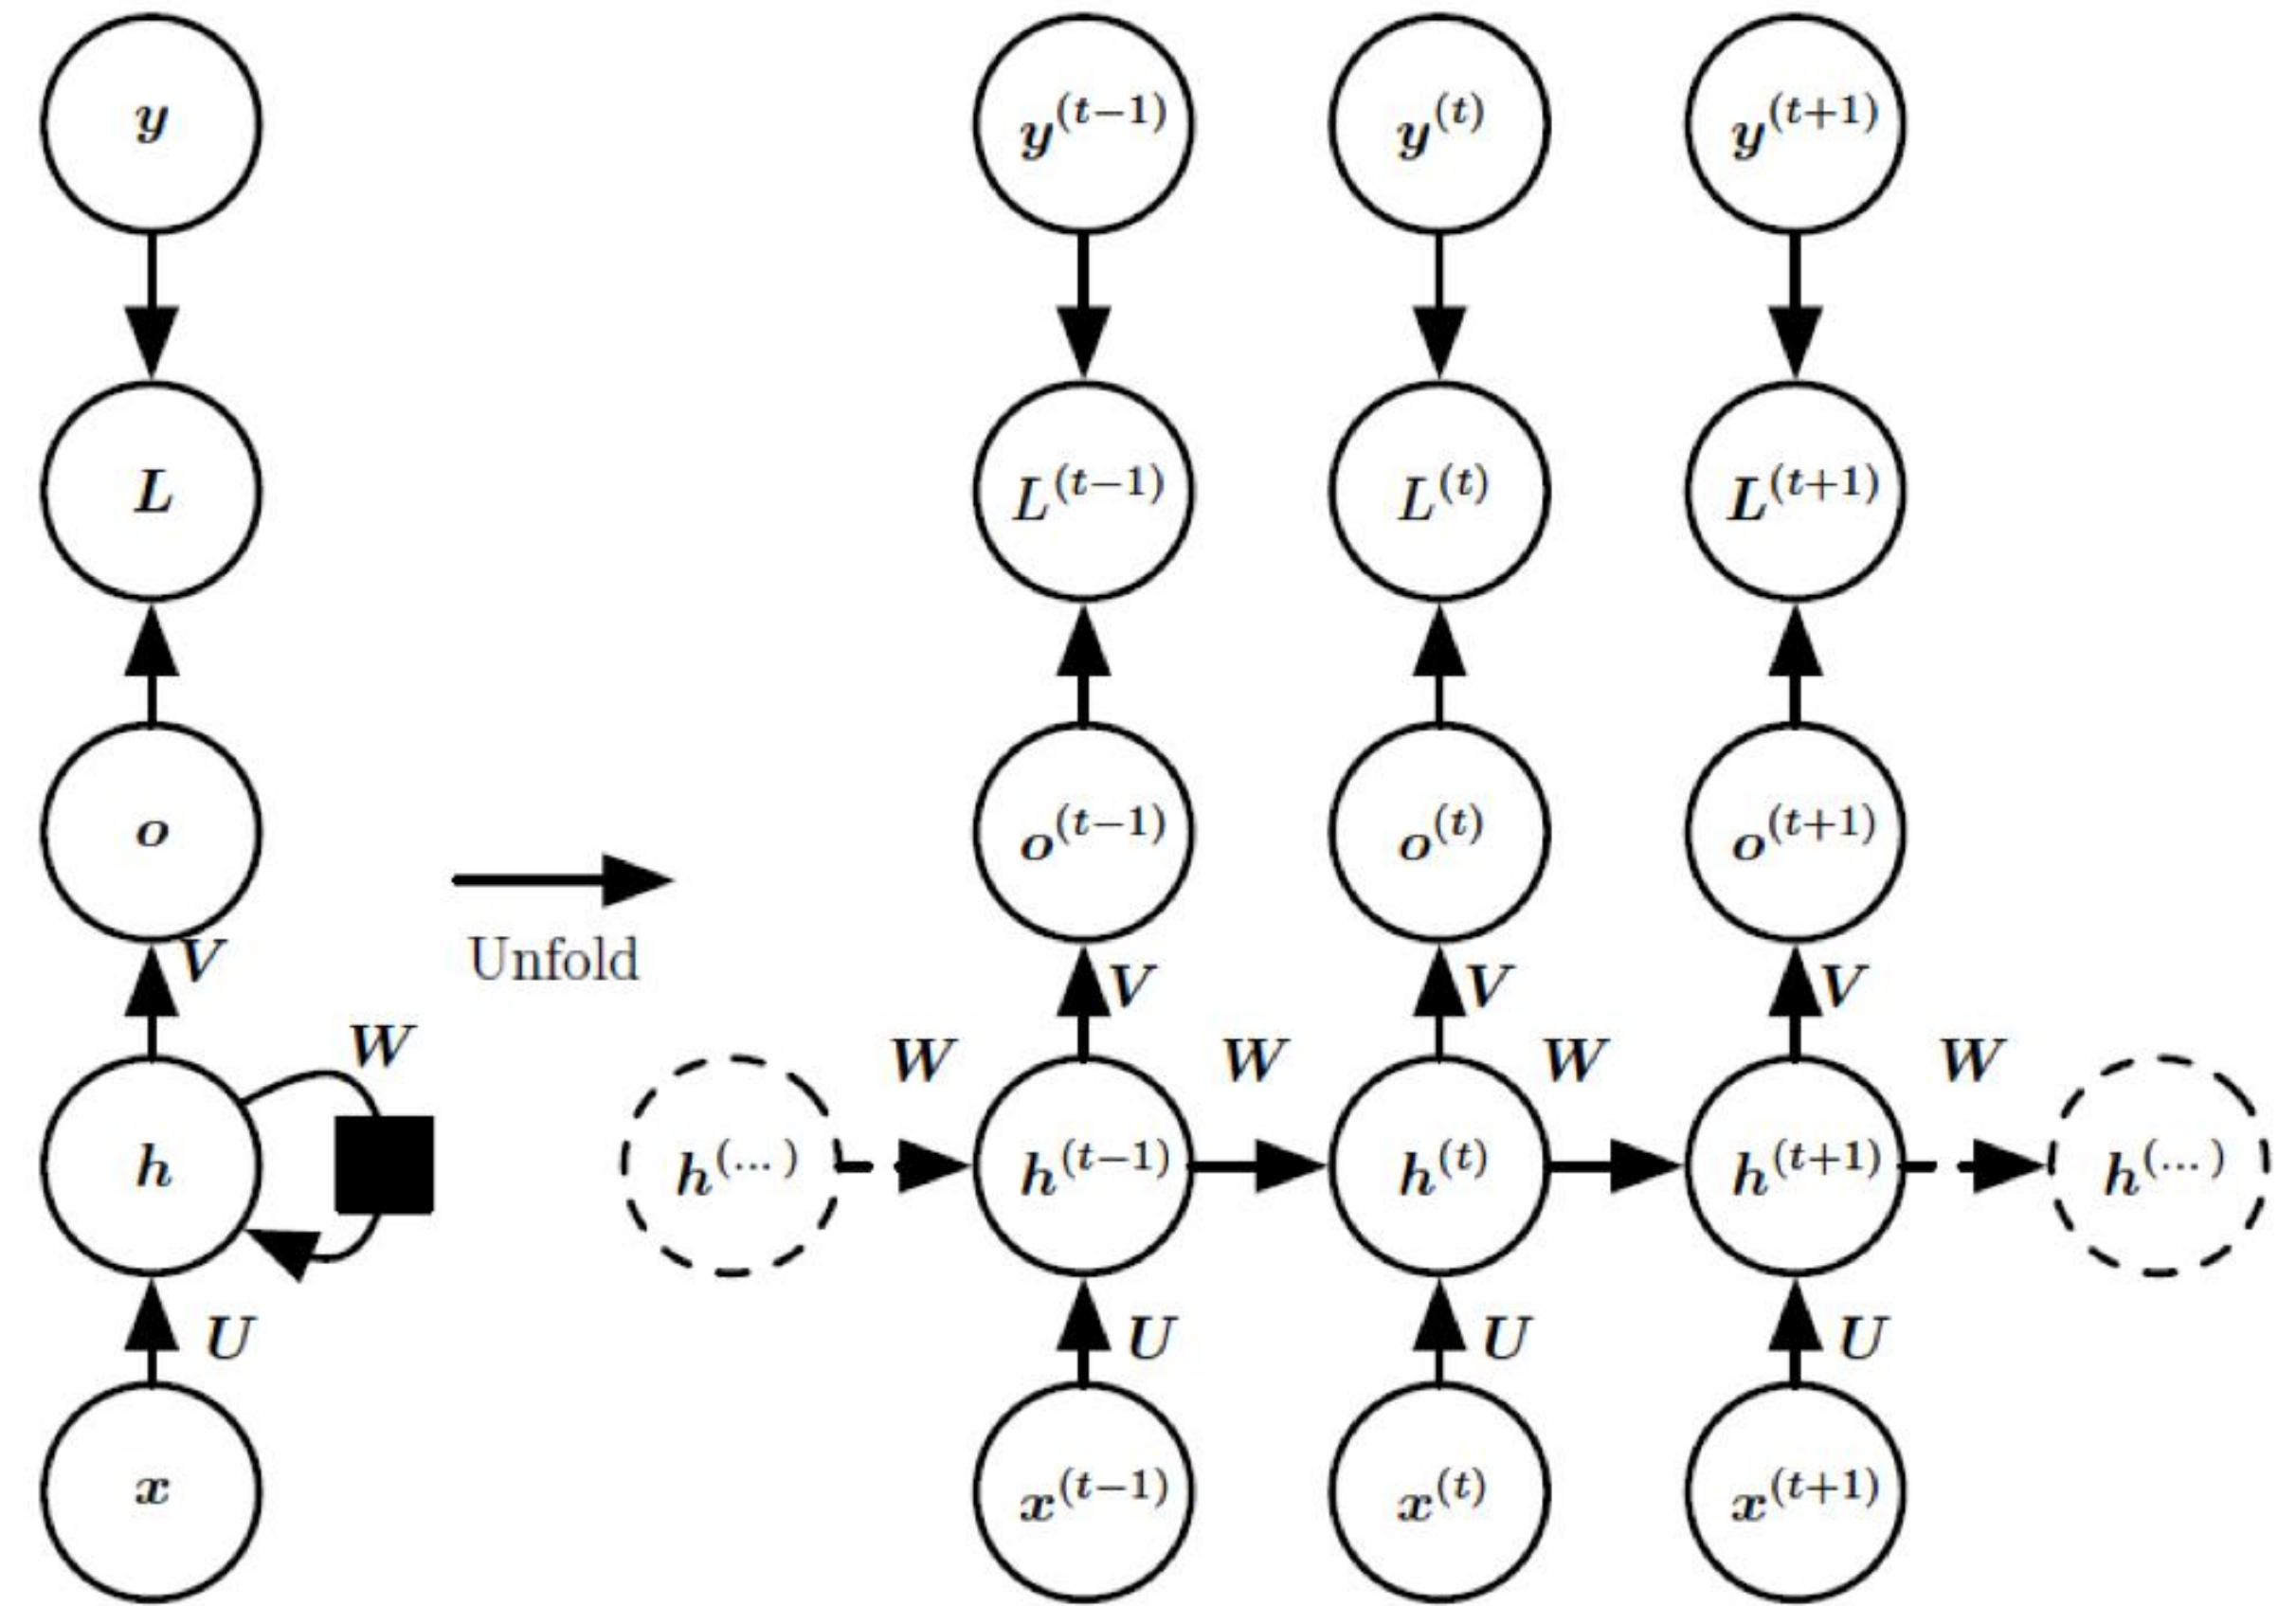 y y^(t−1) y^(t) y^(t+1)
L L^(t−1) L^(t) L^(t+1)
o o^(t−1) o^(t) o^(t+1)
V Unfold V V V
W W W W W
h h^(...) h^(t−1) h^(t) h^(t+1) h^(...)
U U U U
x x^(t−1) x^(t) x^(t+1)